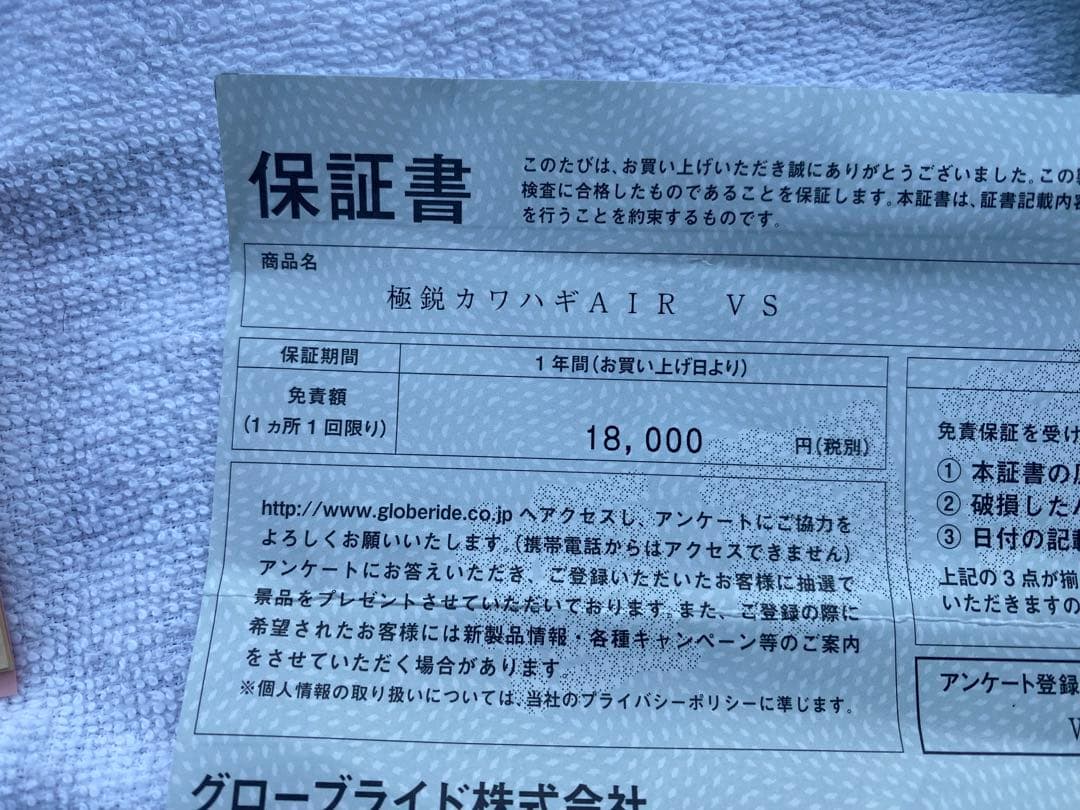 保証書
このたびは、お買い上げいただき誠にありがとうございました。この
検査に合格したものであることを保証します。本証書は、証書記載内容
を行うことを約束するものです。
商品名
極鋭カワハギAIR VS
保証期間
1年間(お買い上げ日より)
免責額
(1ヵ所1回限り)
18,000 円(税別)
http://www.globeride.co.jp へアクセスし、アンケートにご協力を
よろしくお願いいたします。(携帯電話からはアクセスできません)
アンケートにお答えいただき、ご登録いただいたお客様に抽選で
景品をプレゼントさせていただいております。また、ご登録の際に
希望されたお客様には新製品情報・各種キャンペーン等のご案内
をさせていただく場合があります。
※個人情報の取り扱いについては、当社のプライバシーポリシーに準じます。
免責保証を受け
① 本証書の
② 破損した
③ 日付の記載
上記の3点が揃
いただきますの
アンケート登録
W
グローブライド株式会社